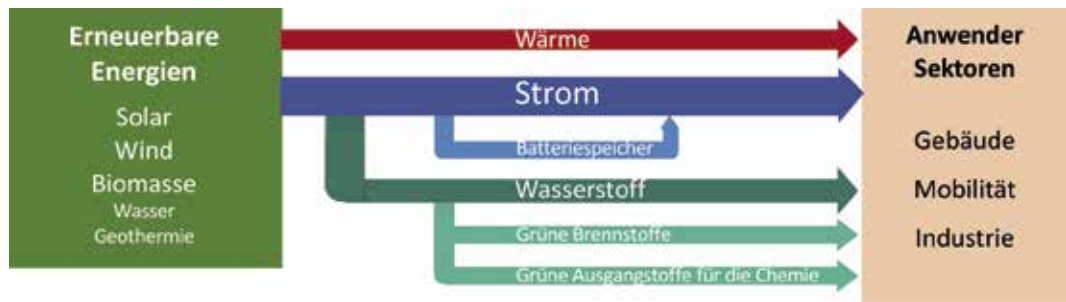 Erneuerbare
Energien
Solar
Wind
Biomasse
Wasser
Geothermie
Wärme
Strom
Batteriespeicher
Wasserstoff
Grüne Brennstoffe
Grüne Ausgangstoffe für die Chemie
Anwender
Sektoren
Gebäude
Mobilität
Industrie